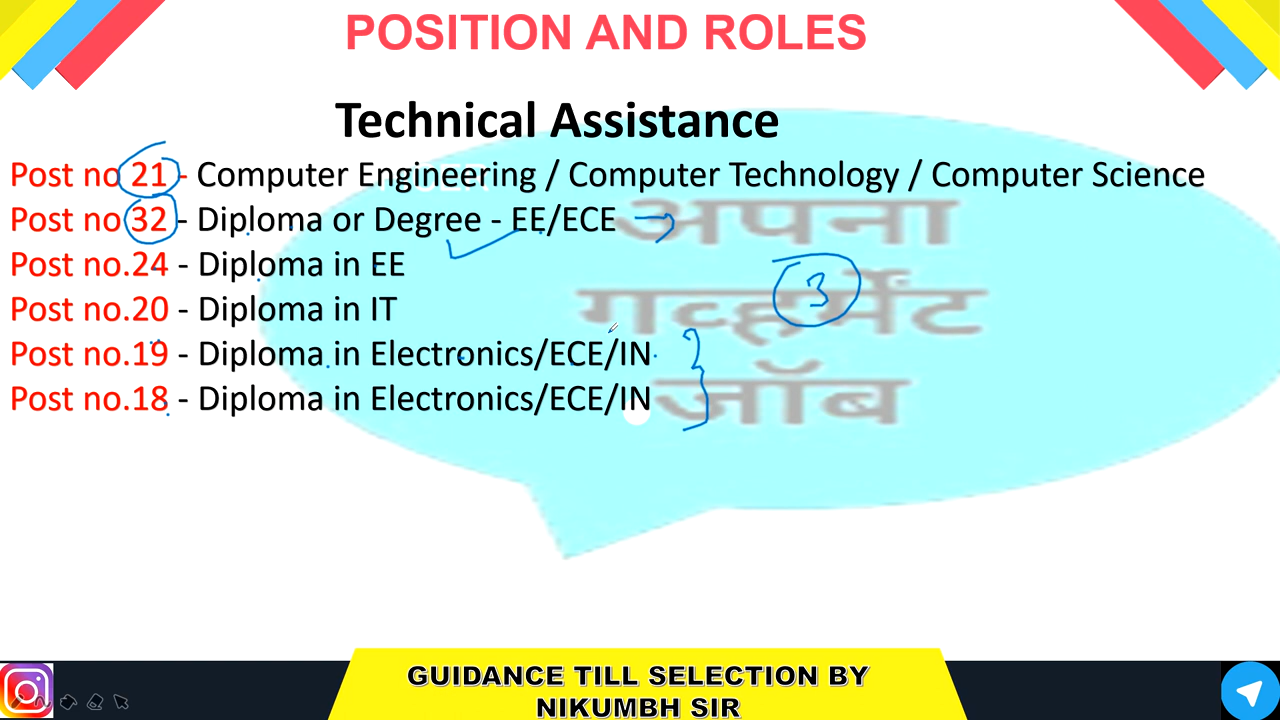 POSITION AND ROLES
Technical Assistance
Post no 21 - Computer Engineering / Computer Technology / Computer Science
Post no 32 - Diploma or Degree - EE/ECE
Post no.24 - Diploma in EE
Post no.20 - Diploma in IT
Post no.19 - Diploma in Electronics/ECE/IN
Post no.18 - Diploma in Electronics/ECE/IN
3
अपना
गव्हर्मेंट
जॉब
GUIDANCE TILL SELECTION BY
NIKUMBH SIR